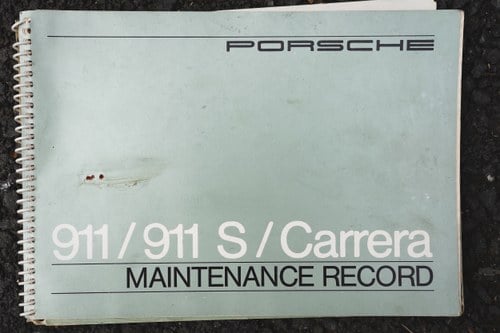 PORSCHE
911/911 S/Carrera
MAINTENANCE RECORD